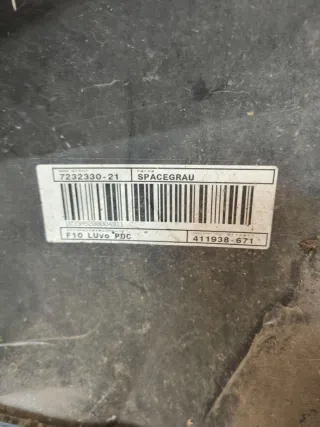 7232330-21 SPACEGRAU
F10 LUvo PDC 411938-671